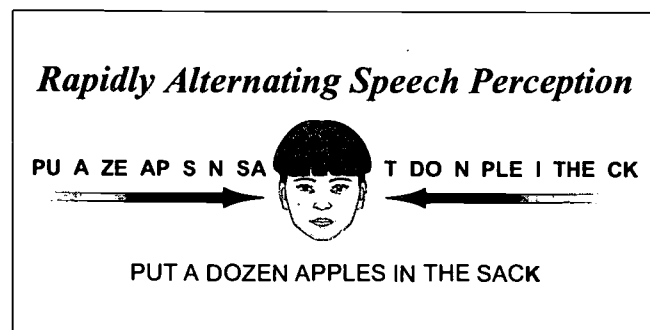 Rapidly Alternating Speech Perception
PU A ZE AP S N SA T DO N PLE I THE CK
PUT A DOZEN APPLES IN THE SACK